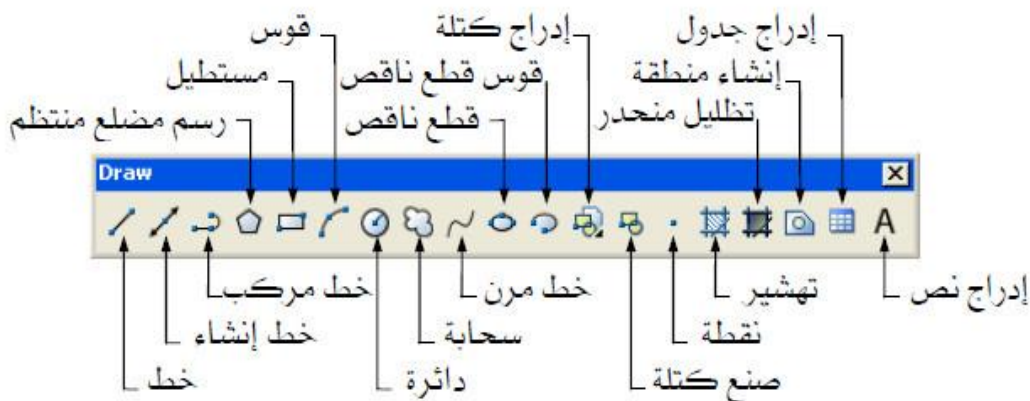 إدراج جدول
إدراج كتلة
قوس
إنشاء منطقة
قوس قطع ناقص
مستطيل
تظليل منحدر
قطع ناقص
رسم مضلع منتظم
Draw
A
إدراج نص
تهشير
خط مرن
خط مركب
نقطة
سحابة
خط إنشاء
صنع كتلة
دائرة
خط